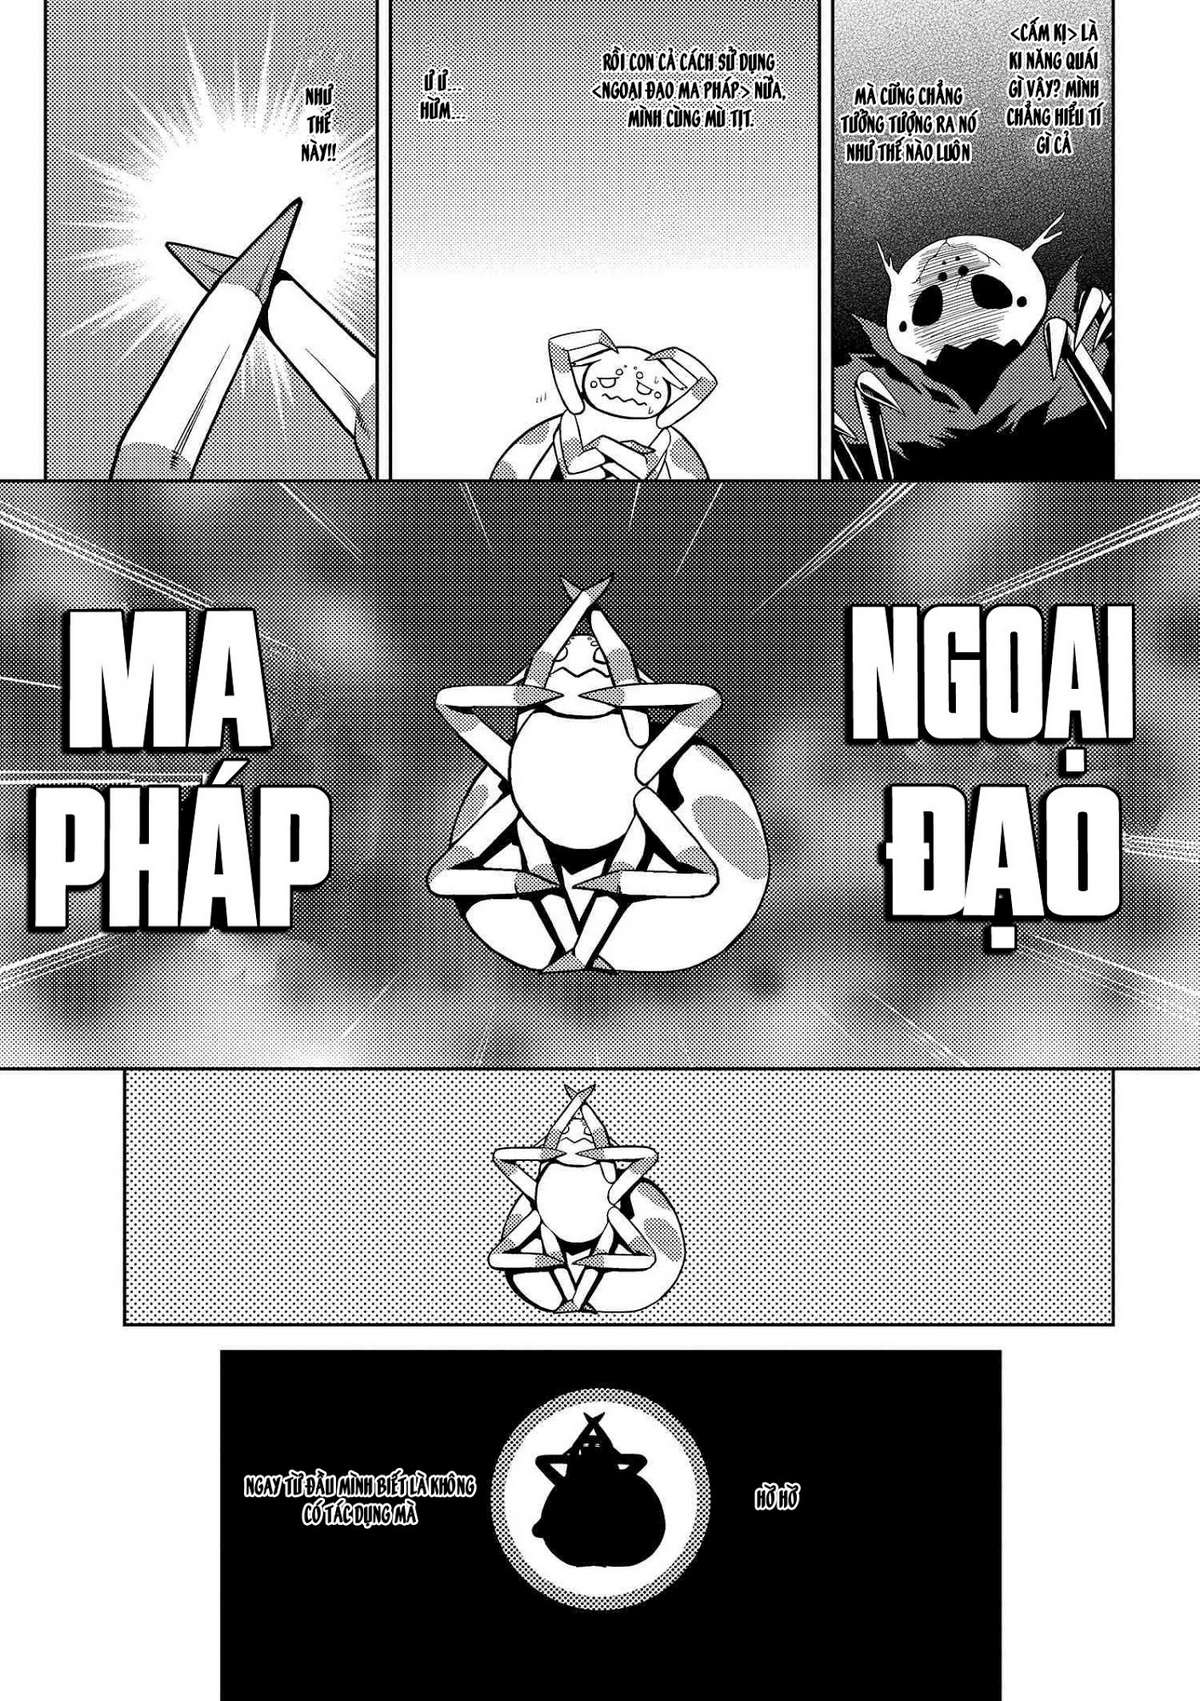 <CẤM KỊ> LÀ
KI NĂNG QUÁI
GÌ VẬY? MÌNH
CHẲNG HIỂU TÍ
GÌ CẢ
MÀ CŨNG CHẲNG
TƯỞNG TƯỢNG RA NÓ
NHƯ THẾ NÀO LUÔN
RỒI CON CẢ CÁCH SỬ DỤNG
<NGOẠI ĐẠO MA PHÁP> NỮA,
MÌNH CÙNG MÙ TỊT.
Ư Ư...
HỪM...
NHƯ
THẾ
NÀY!!
NGOẠI
ĐẠO
MA
PHÁP
HỜ HỜ
NGAY TỪ ĐẦU MÌNH BIẾT LÀ KHÔNG
CÓ TÁC DỤNG MÀ